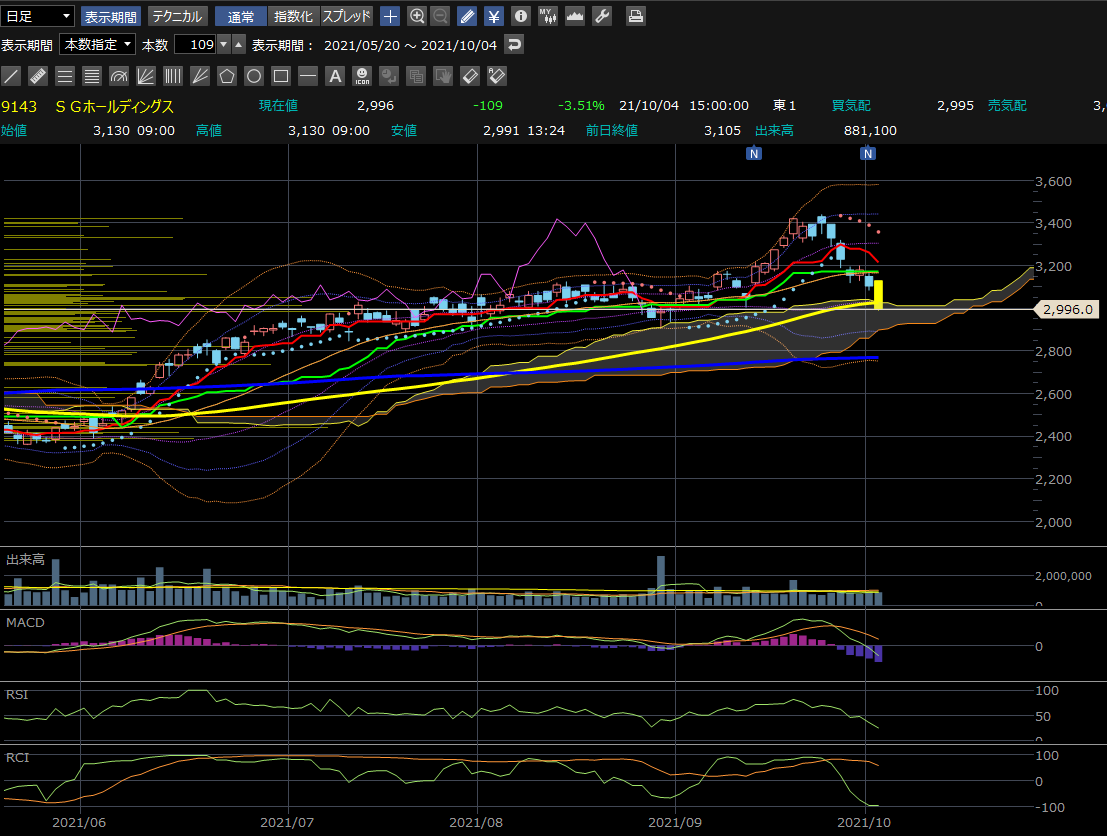 日足 表示期間 テクニカル 通常 指数化 スプレッド ¥ MY
表示期間 本数指定 本数 109 表示期間： 2021/05/20 ～ 2021/10/04
A ICON
9143 ＳＧホールディングス 現在値 2,996 -109 -3.51% 21/10/04 15:00:00 東1 買気配 2,995 売気配 3,
始値 3,130 09:00 高値 3,130 09:00 安値 2,991 13:24 前日終値 3,105 出来高 881,100
N N
3,600
3,400
3,200
2,996.0
2,800
2,600
2,400
2,200
2,000
出来高
2,000,000
0
MACD
0
RSI
100
50
0
RCI
100
0
-100
2021/06 2021/07 2021/08 2021/09 2021/10